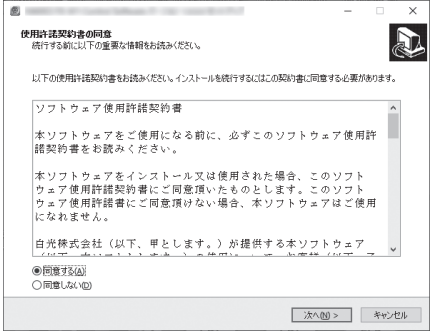 使用許諾契約書の同意
続行する前に以下の重要な情報をお読みください。
以下の使用許諾契約書をお読みください。インストールを続行するにはこの契約書に同意する必要があります。
ソフトウェア使用許諾契約書
本ソフトウェアをご使用になる前に、必ずこのソフトウェア使用許
諾契約書をお読みください。
本ソフトウェアをインストール又は使用された場合、このソフト
ウェア使用許諾契約書にご同意頂いたものとします。このソフト
ウェア使用許諾書にご同意頂けない場合、本ソフトウェアはご使用
になれません。
白光株式会社（以下、甲とします。）が提供する本ソフトウェア
同意する(A)
同意しない(D)
次へ(N) >
キャンセル